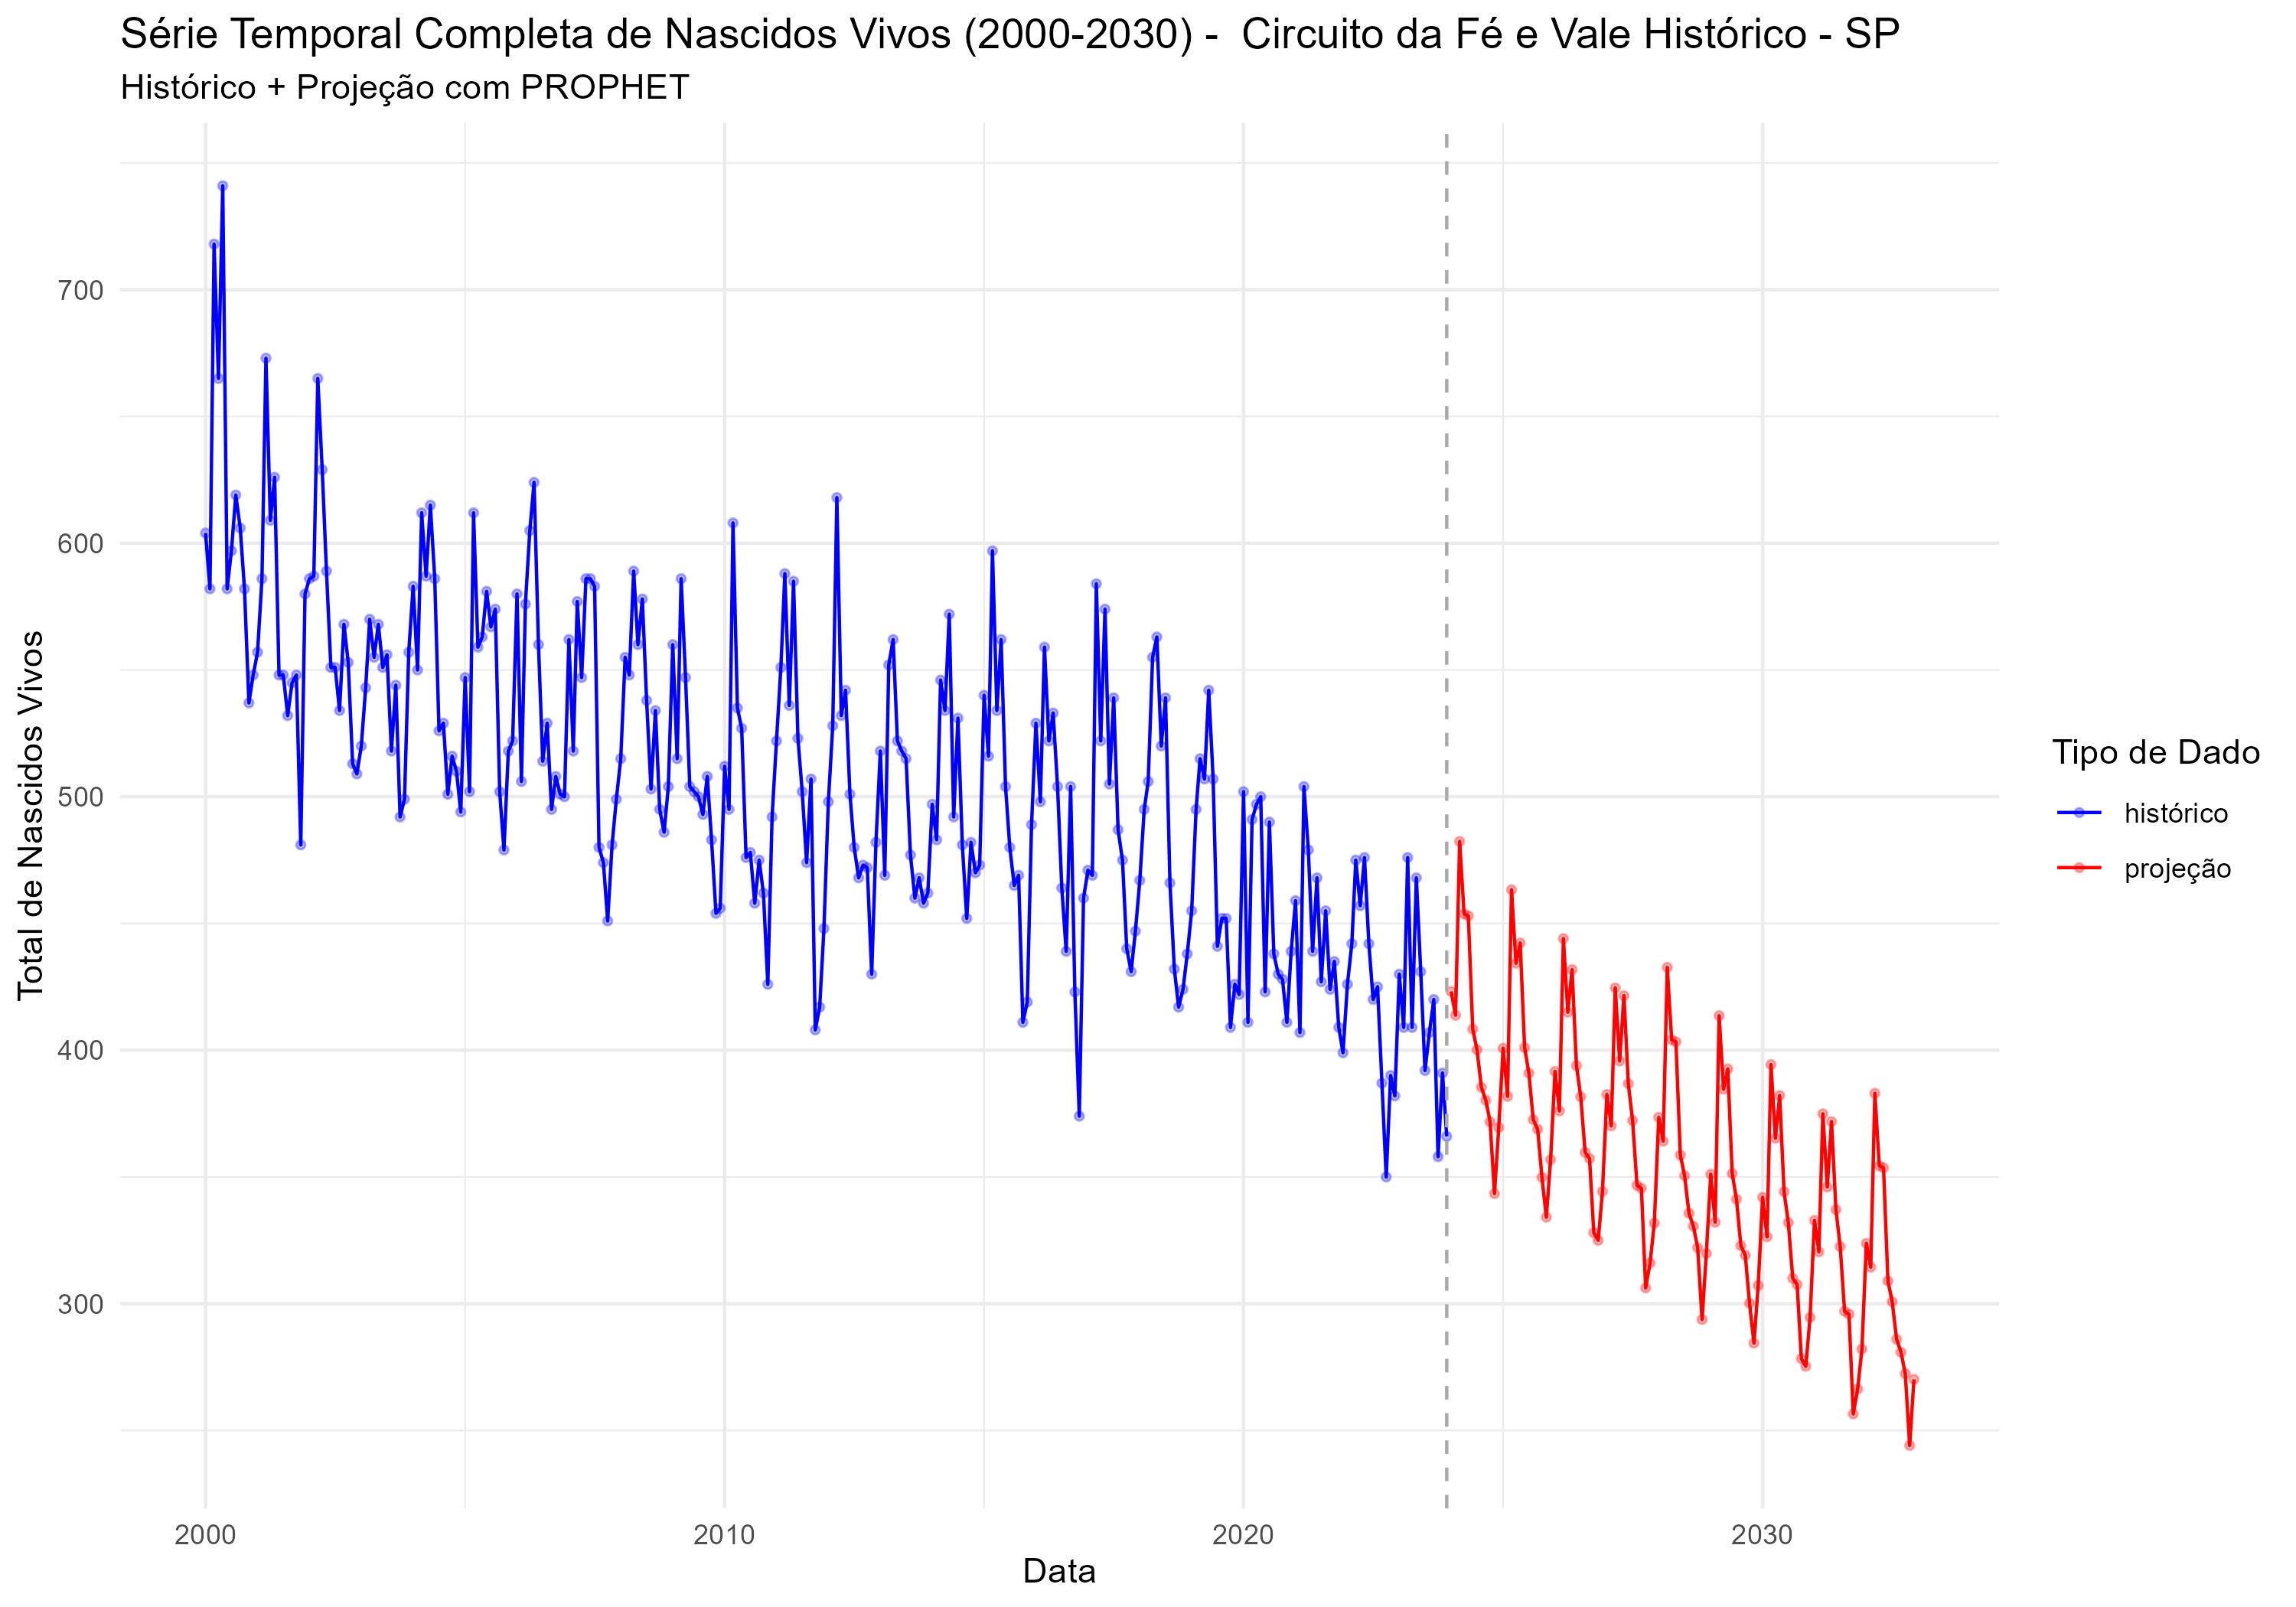 Série Temporal Completa de Nascidos Vivos (2000-2030) -  Circuito da Fé e Vale Histórico - SP
Histórico + Projeção com PROPHET
Total de Nascidos Vivos
700
600
500
400
300
2000
2010
2020
2030
Data
Tipo de Dado
histórico
projeção